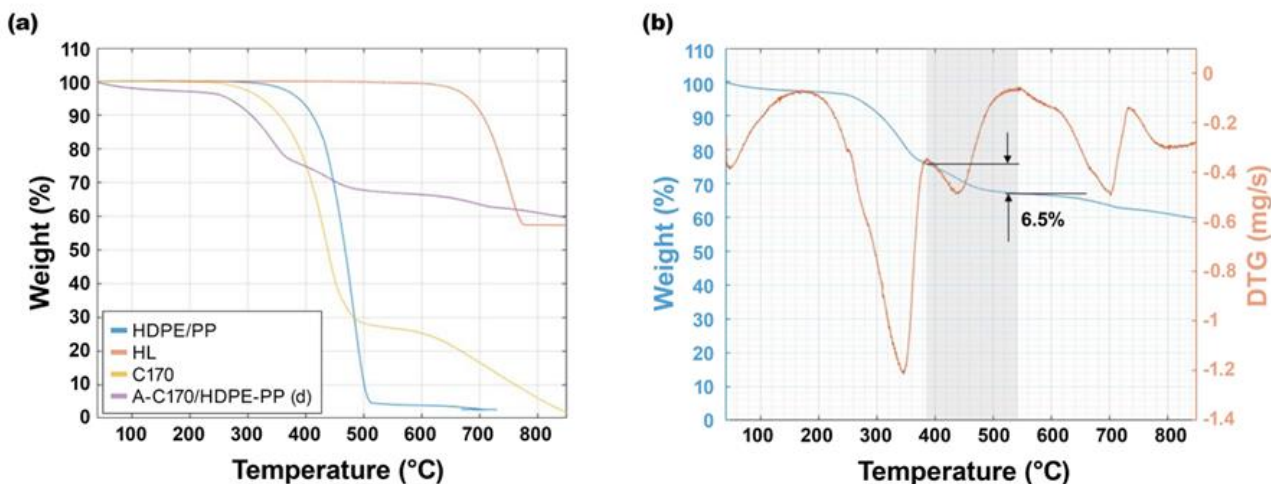 (a)
110
100
90
80
70
60
50
40
30
20
10
0
Weight (%)
HDPE/PP
HL
C170
A-C170/HDPE-PP (d)
100 200 300 400 500 600 700 800
Temperature (°C)
(b)
110
100
90
80
70
60
50
40
30
20
10
0
Weight (%)
6.5%
0
-0.2
-0.4
-0.6
-0.8
-1
-1.2
-1.4
DTG (mg/s)
100 200 300 400 500 600 700 800
Temperature (°C)